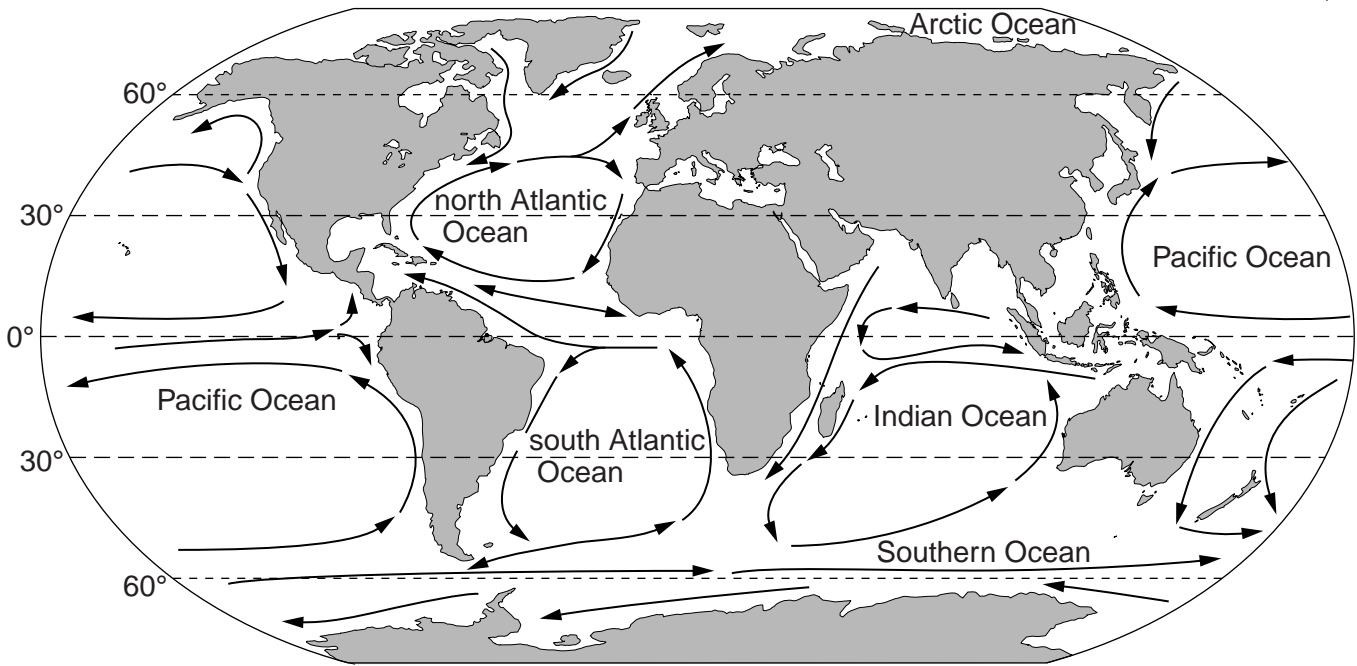 Arctic Ocean
60°
north Atlantic
Ocean
30°
Pacific Ocean
0°
Pacific Ocean
Indian Ocean
south Atlantic
Ocean
30°
Southern Ocean
60°